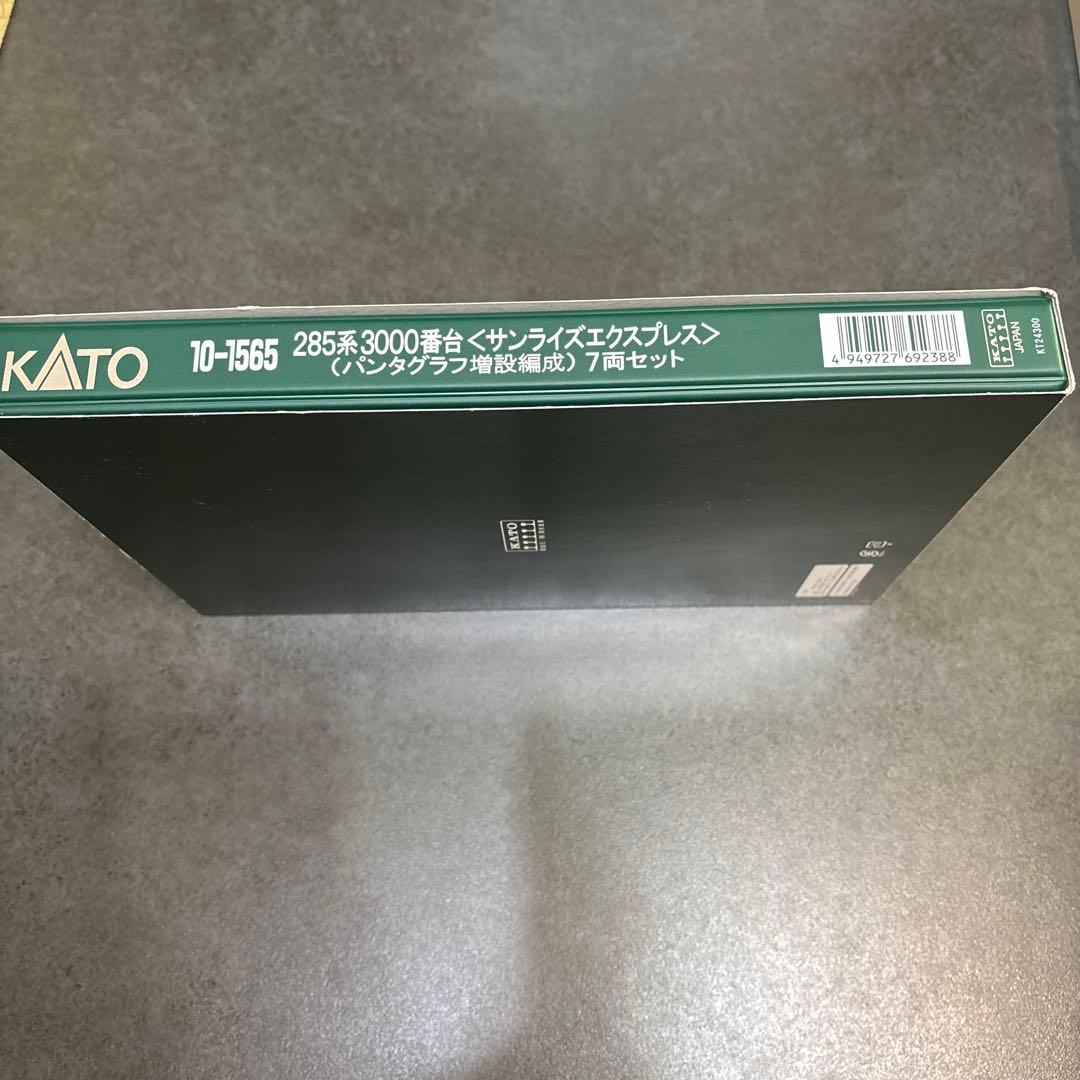 KATO
10-1565
285系3000番台<サンライズエクスプレス>
(パンタグラフ増設編成)7両セット
4 949727 692388
KATO
JAPAN
KT24300
KATO